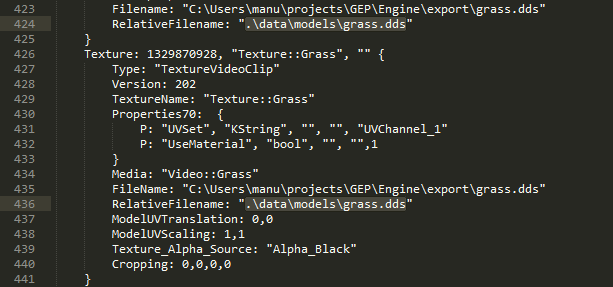 423 Filename: "C:\Users\manu\projects\GEP\Engine\export\grass.dds"
424 RelativeFilename: ".\data\models\grass.dds"
425 }
426 Texture: 1329870928, "Texture::Grass", "" {
427 Type: "TextureVideoClip"
428 Version: 202
429 TextureName: "Texture::Grass"
430 Properties70:  {
431 P: "UVSet", "KString", "", "", "UVChannel_1"
432 P: "UseMaterial", "bool", "", "",1
433 }
434 Media: "Video::Grass"
435 FileName: "C:\Users\manu\projects\GEP\Engine\export\grass.dds"
436 RelativeFilename: ".\data\models\grass.dds"
437 ModelUVTranslation: 0,0
438 ModelUVScaling: 1,1
439 Texture_Alpha_Source: "Alpha_Black"
440 Cropping: 0,0,0,0
441 }